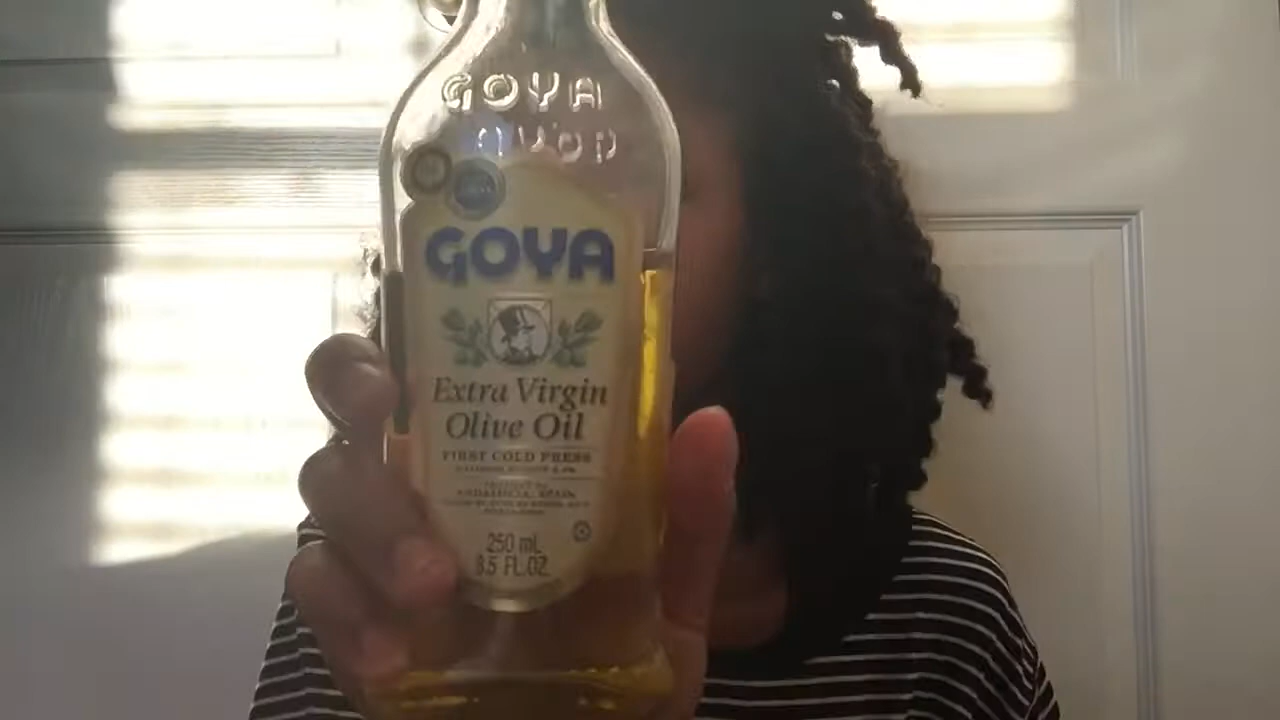 GOYA
GOYA
Extra Virgin
Olive Oil
FIRST COLD PRESS
ANDALUCIA, SPAIN
250 mL
8.5 FL.OZ.